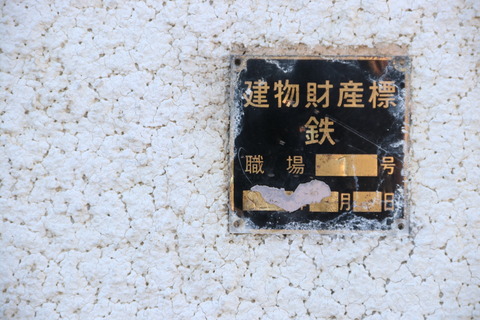 建物財産標
鉄
職場 号
月 日